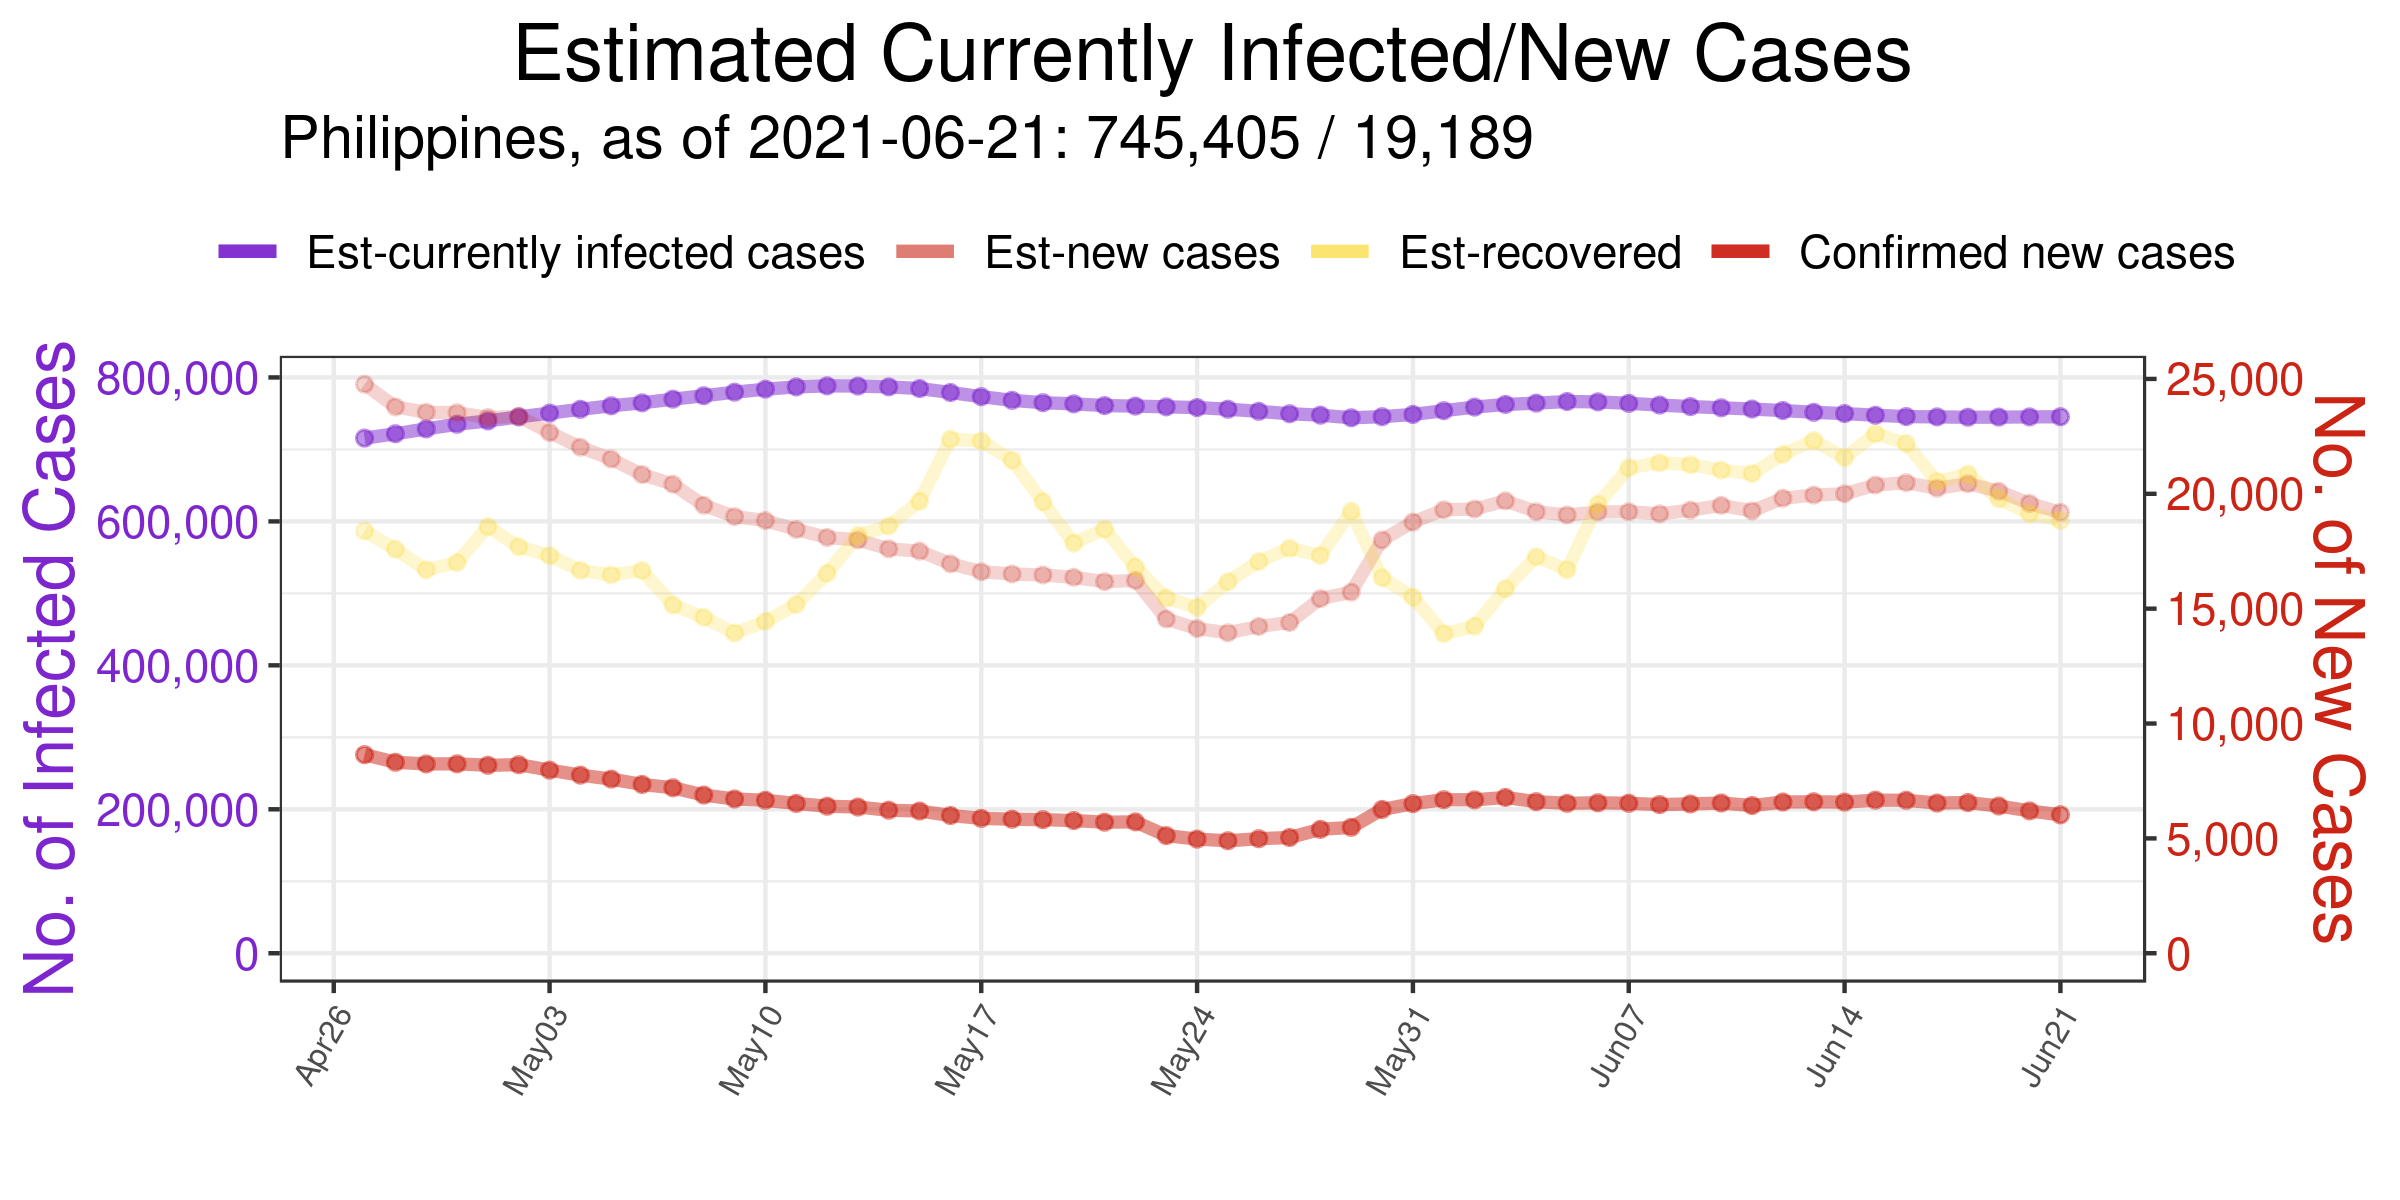 Estimated Currently Infected/New Cases
Philippines, as of 2021-06-21: 745,405 / 19,189
Est-currently infected cases Est-new cases Est-recovered Confirmed new cases
No. of Infected Cases
800,000
600,000
400,000
200,000
0
25,000
20,000
15,000
10,000
5,000
0
No. of New Cases
Apr26 May03 May10 May17 May24 May31 Jun07 Jun14 Jun21